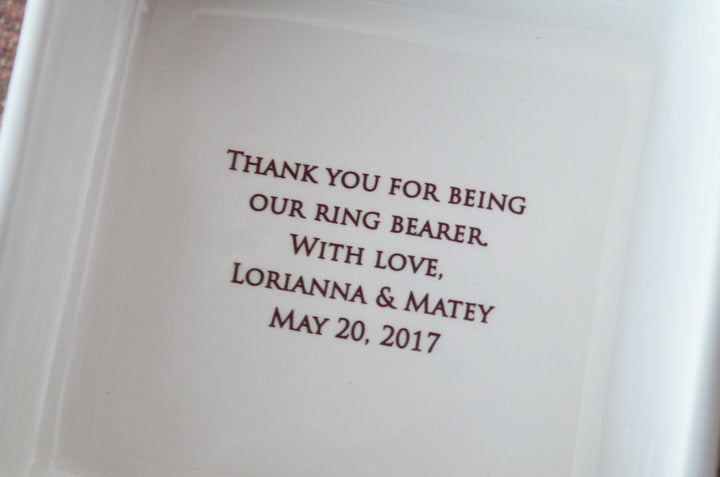 Thank you for being
our ring bearer.
With love,
Lorianna & Matey
May 20, 2017